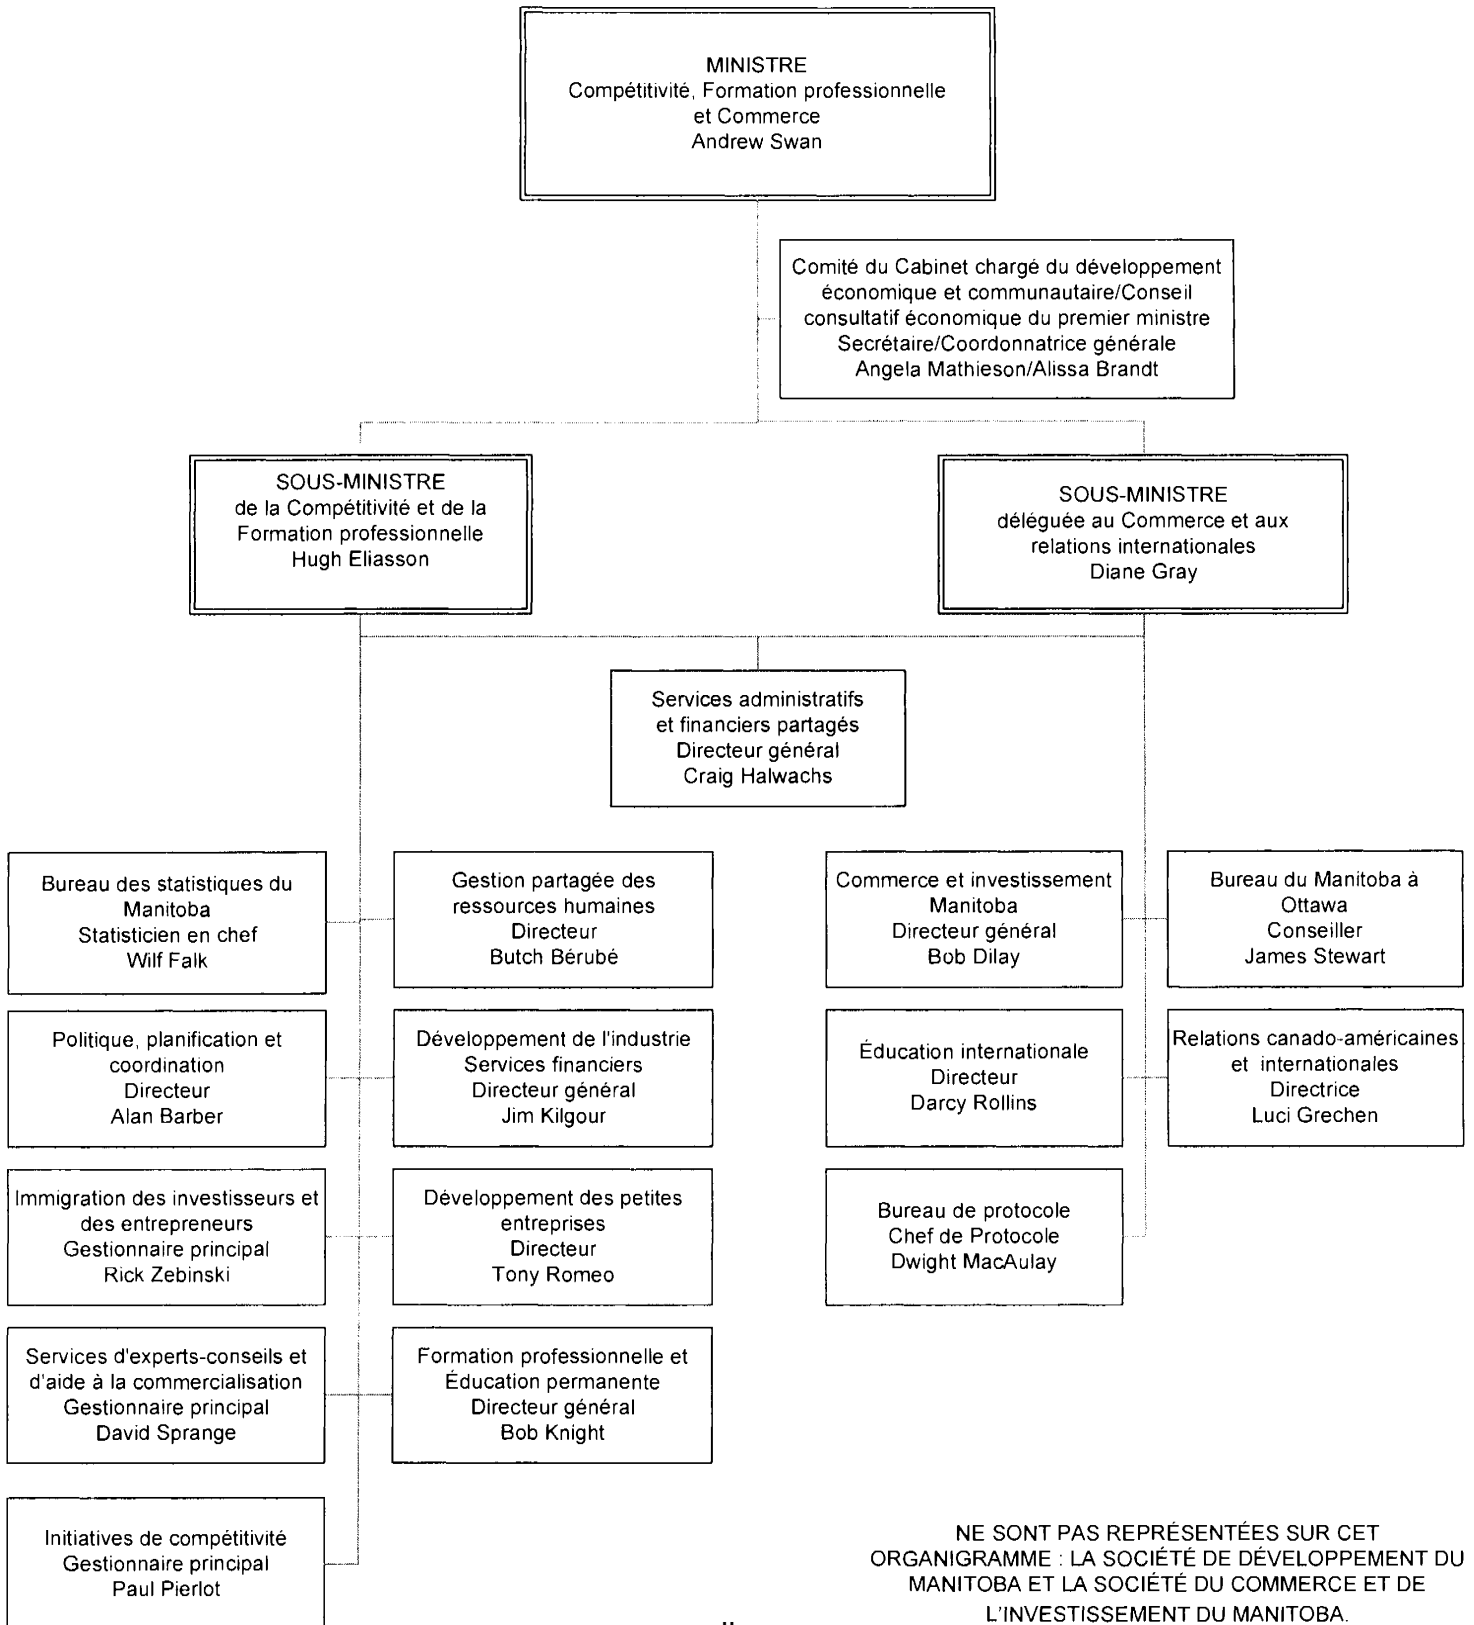 MINISTRE
Compétitivité, Formation professionnelle
et Commerce
Andrew Swan
Comité du Cabinet chargé du développement
économique et communautaire/Conseil
consultatif économique du premier ministre
Secrétaire/Coordonnatrice générale
Angela Mathieson/Alissa Brandt
SOUS-MINISTRE
de la Compétitivité et de la
Formation professionnelle
Hugh Eliasson
SOUS-MINISTRE
déléguée au Commerce et aux
relations internationales
Diane Gray
Services administratifs
et financiers partagés
Directeur général
Craig Halwachs
Bureau des statistiques du
Manitoba
Statisticien en chef
Wilf Falk
Gestion partagée des
ressources humaines
Directeur
Butch Bérubé
Commerce et investissement
Manitoba
Directeur général
Bob Dilay
Bureau du Manitoba à
Ottawa
Conseiller
James Stewart
Politique, planification et
coordination
Directeur
Alan Barber
Développement de l'industrie
Services financiers
Directeur général
Jim Kilgour
Éducation internationale
Directeur
Darcy Rollins
Relations canado-américaines
et internationales
Directrice
Luci Grechen
Immigration des investisseurs et
des entrepreneurs
Gestionnaire principal
Rick Zebinski
Développement des petites
entreprises
Directeur
Tony Romeo
Bureau de protocole
Chef de Protocole
Dwight MacAulay
Services d'experts-conseils et
d'aide à la commercialisation
Gestionnaire principal
David Sprange
Formation professionnelle et
Éducation permanente
Directeur général
Bob Knight
Initiatives de compétitivité
Gestionnaire principal
Paul Pierlot
NE SONT PAS REPRÉSENTÉES SUR CET
ORGANIGRAMME : LA SOCIÉTÉ DE DÉVELOPPEMENT DU
MANITOBA ET LA SOCIÉTÉ DU COMMERCE ET DE
L'INVESTISSEMENT DU MANITOBA.